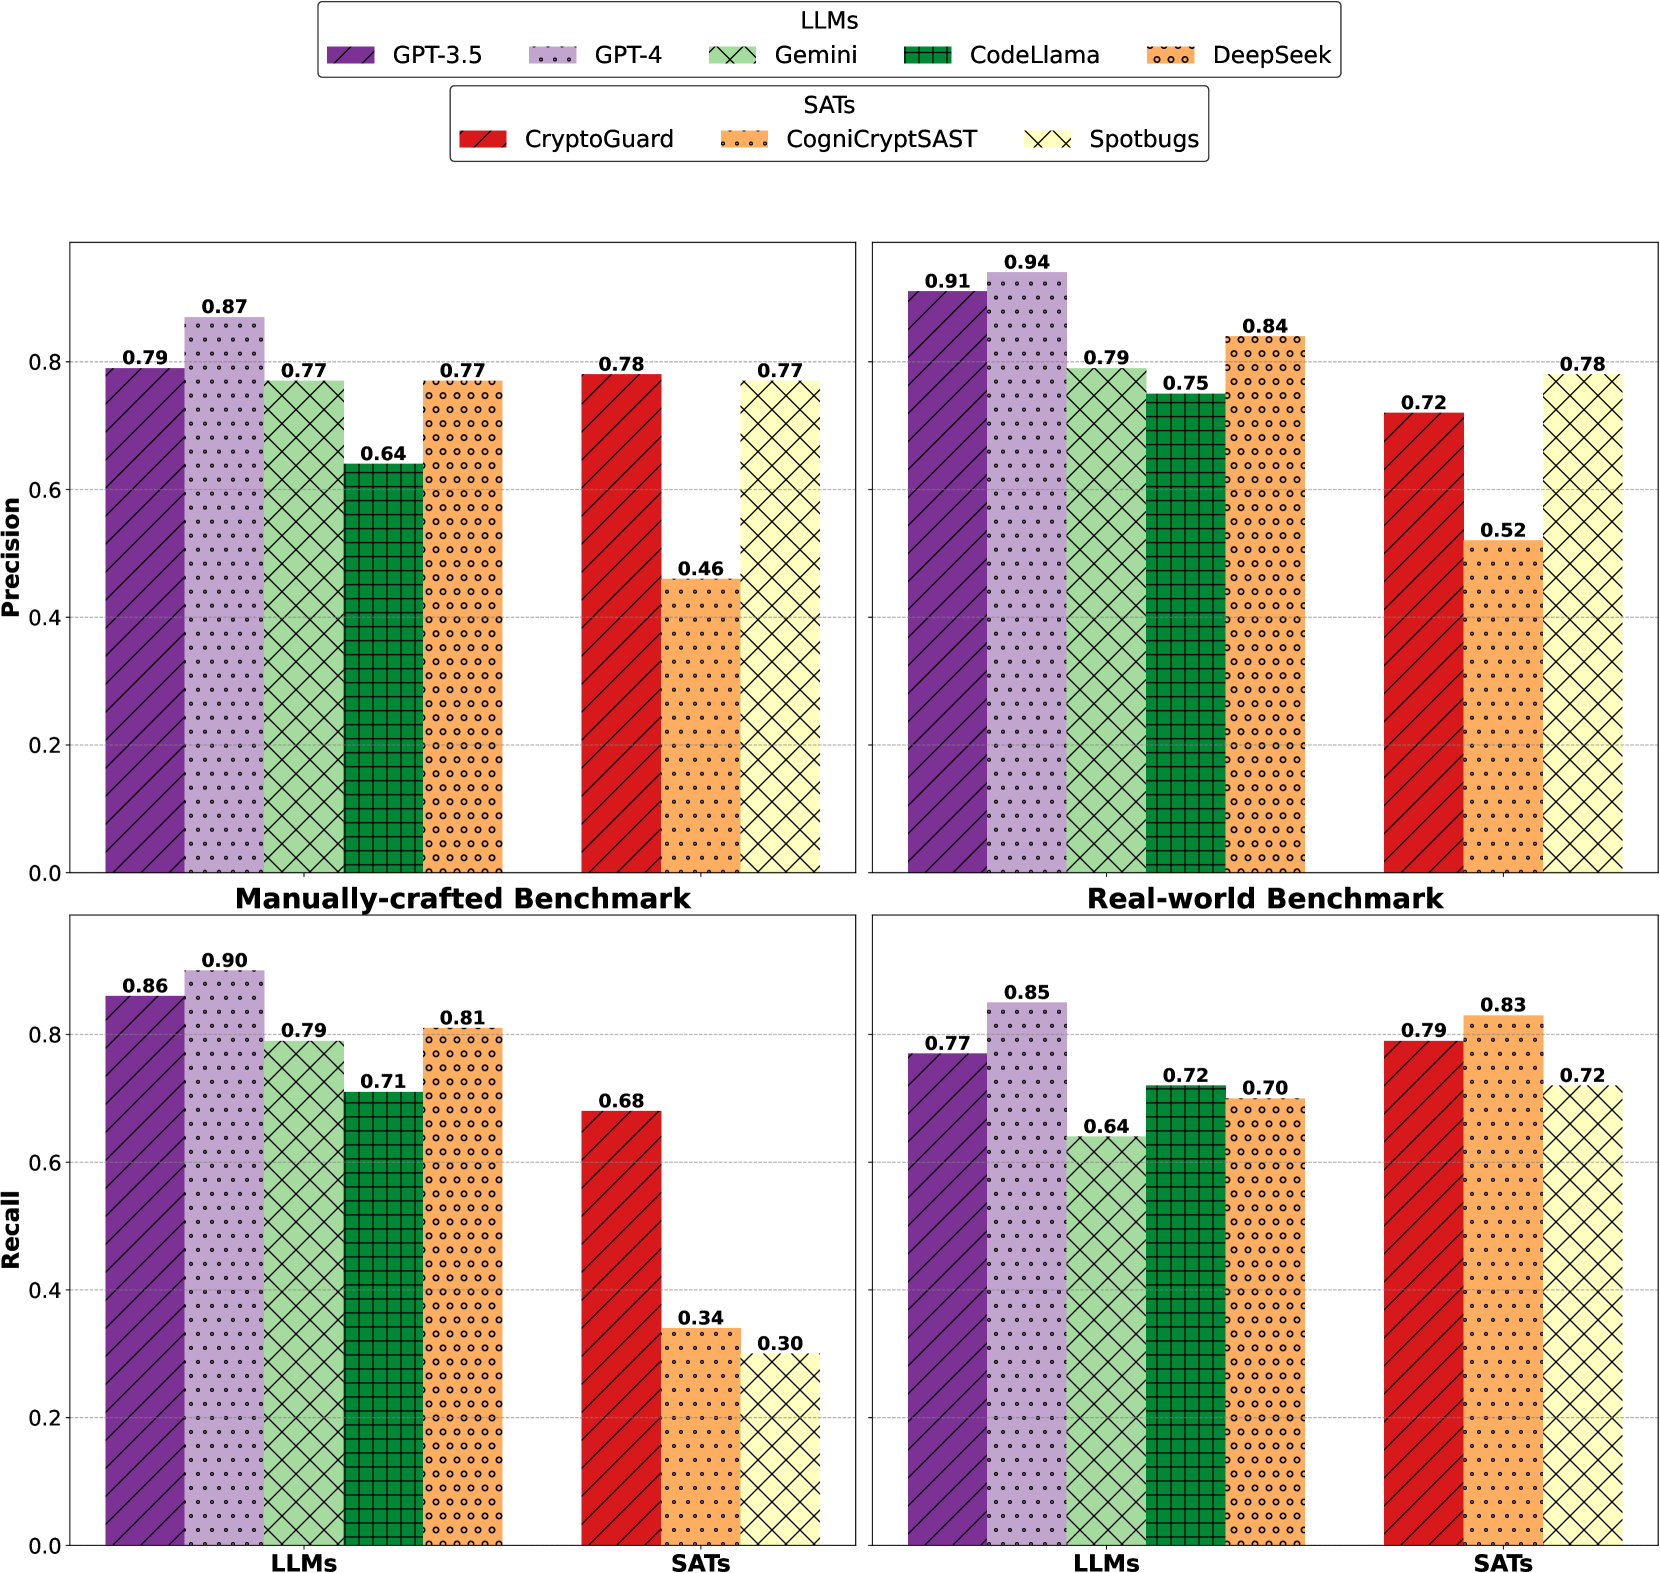 LLMs
GPT-3.5 GPT-4 Gemini CodeLlama DeepSeek
SATs
CryptoGuard CogniCryptSAST Spotbugs
Precision
0.8
0.6
0.4
0.2
0.0
0.79 0.87 0.77 0.64 0.77 0.78 0.46 0.77
0.91 0.94 0.79 0.75 0.84 0.72 0.52 0.78
Manually-crafted Benchmark
Real-world Benchmark
Recall
0.8
0.6
0.4
0.2
0.0
0.86 0.90 0.79 0.71 0.81 0.68 0.34 0.30
0.77 0.85 0.64 0.72 0.70 0.79 0.83 0.72
LLMs SATs
LLMs SATs